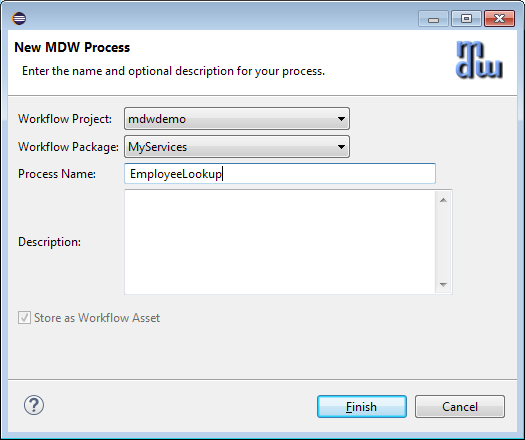 New MDW Process
Enter the name and optional description for your process.
mdw
Workflow Project: mdwdemo
Workflow Package: MyServices
Process Name: EmployeeLookup
Description:
Store as Workflow Asset
? Finish Cancel